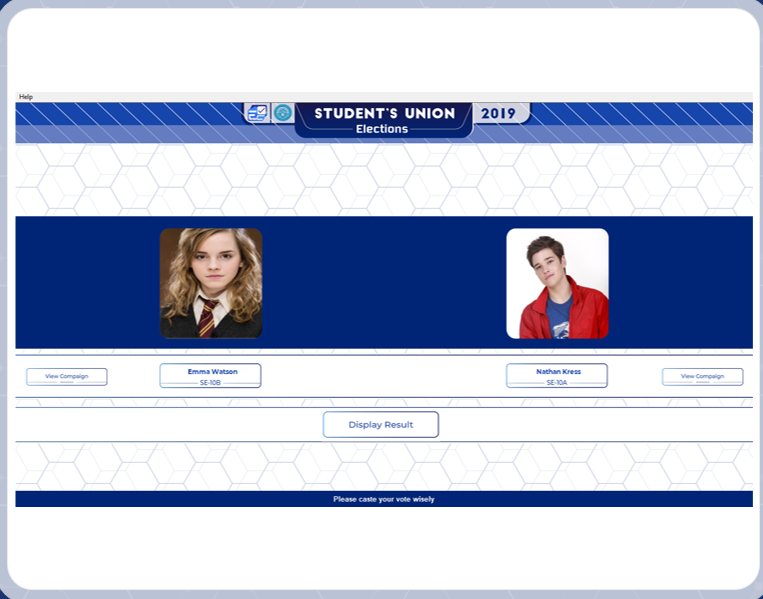 Help
STUDENT'S UNION
2019
Elections
Emma Watson
SE-10B
View Compaign
Nathan Kress
SE-10A
View Compaign
Display Result
Please caste your vote wisely